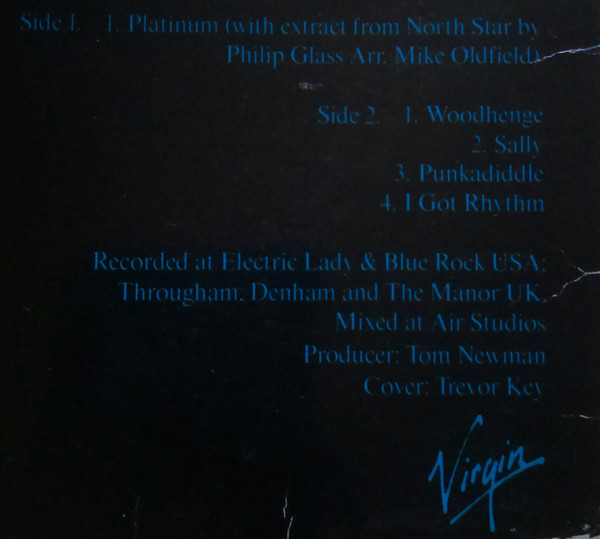 Side 1. 1. Platinum (with extract from North Star by
Philip Glass Arr. Mike Oldfield).
Side 2. 1. Woodhenge
2. Sally
3. Punkadiddle
4. I Got Rhythm
Recorded at Electric Lady & Blue Rock USA:
Througham, Denham and The Manor UK.
Mixed at Air Studios
Producer: Tom Newman
Cover: Trevor Key
Virgin